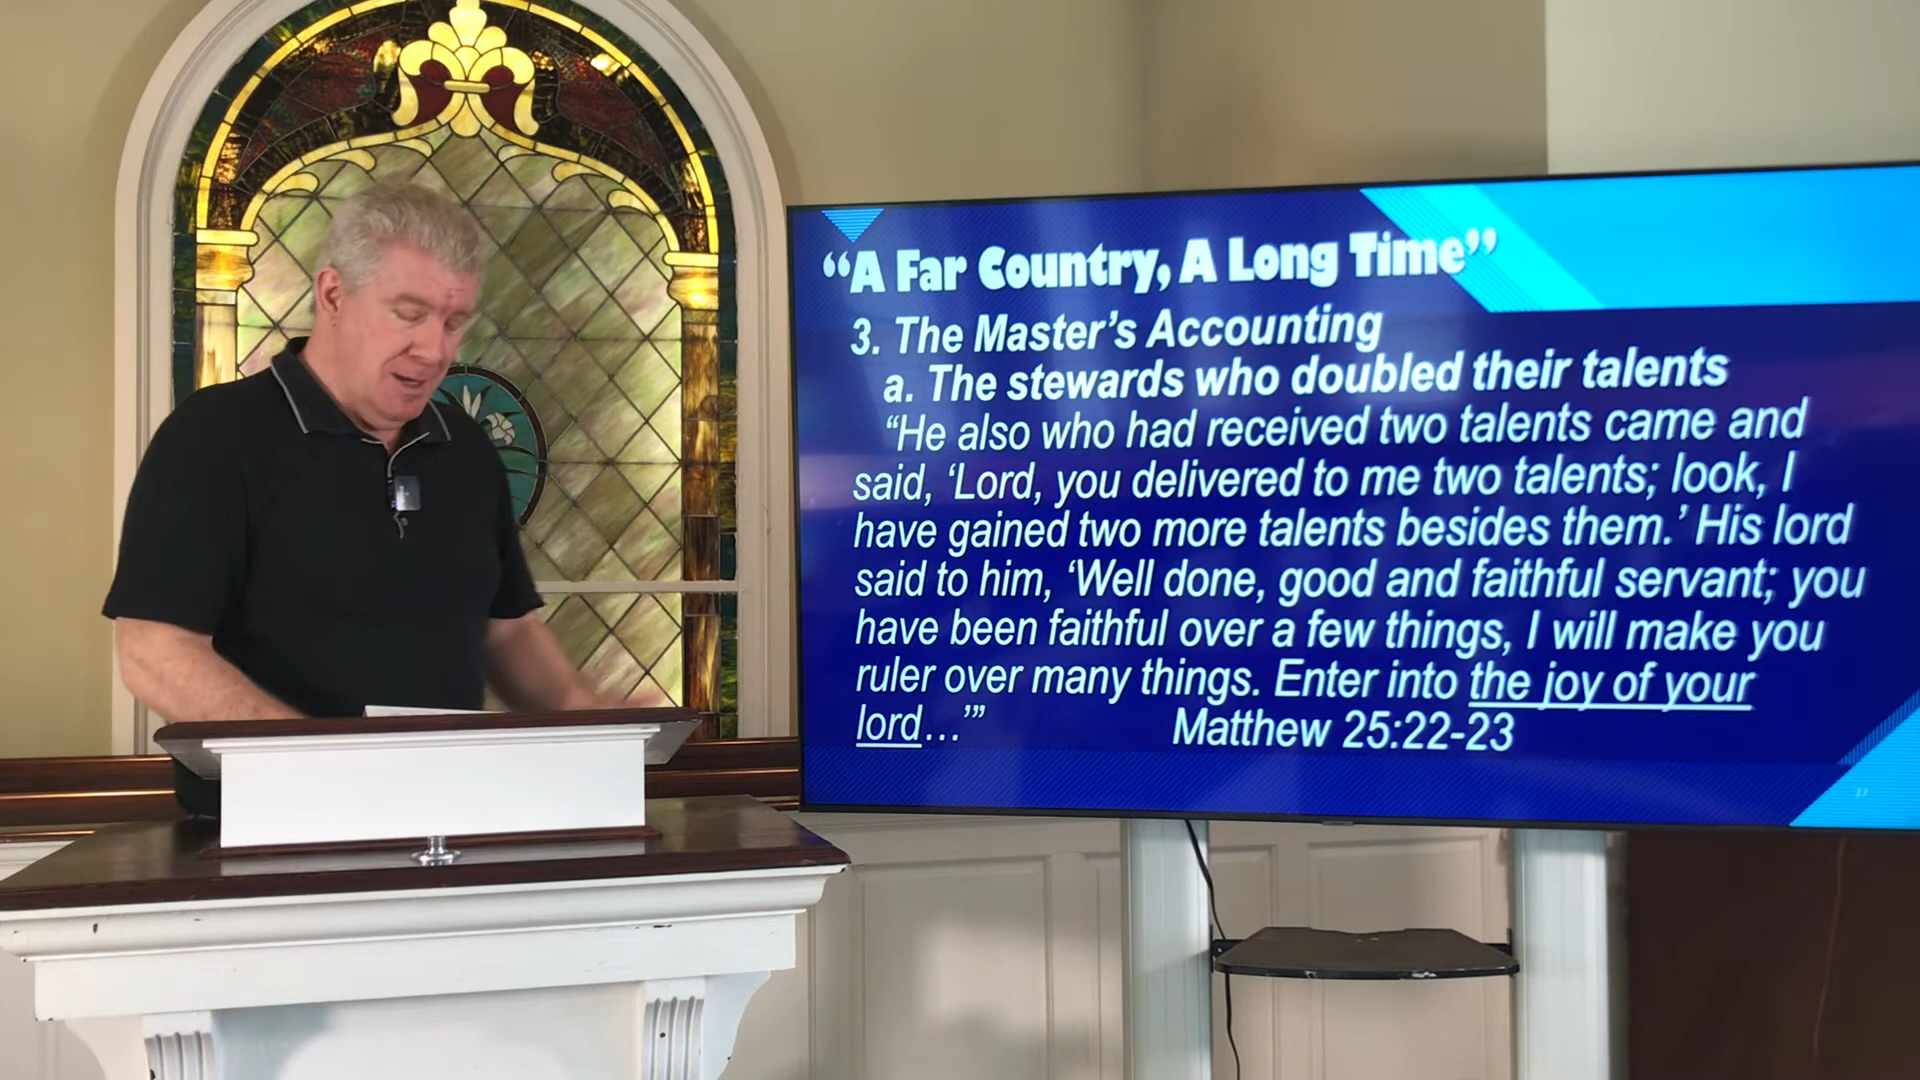 “A Far Country, A Long Time”
3. The Master’s Accounting
a. The stewards who doubled their talents
“He also who had received two talents came and
said, ‘Lord, you delivered to me two talents; look, I
have gained two more talents besides them.’ His lord
said to him, ‘Well done, good and faithful servant; you
have been faithful over a few things, I will make you
ruler over many things. Enter into the joy of your
lord…’” Matthew 25:22-23